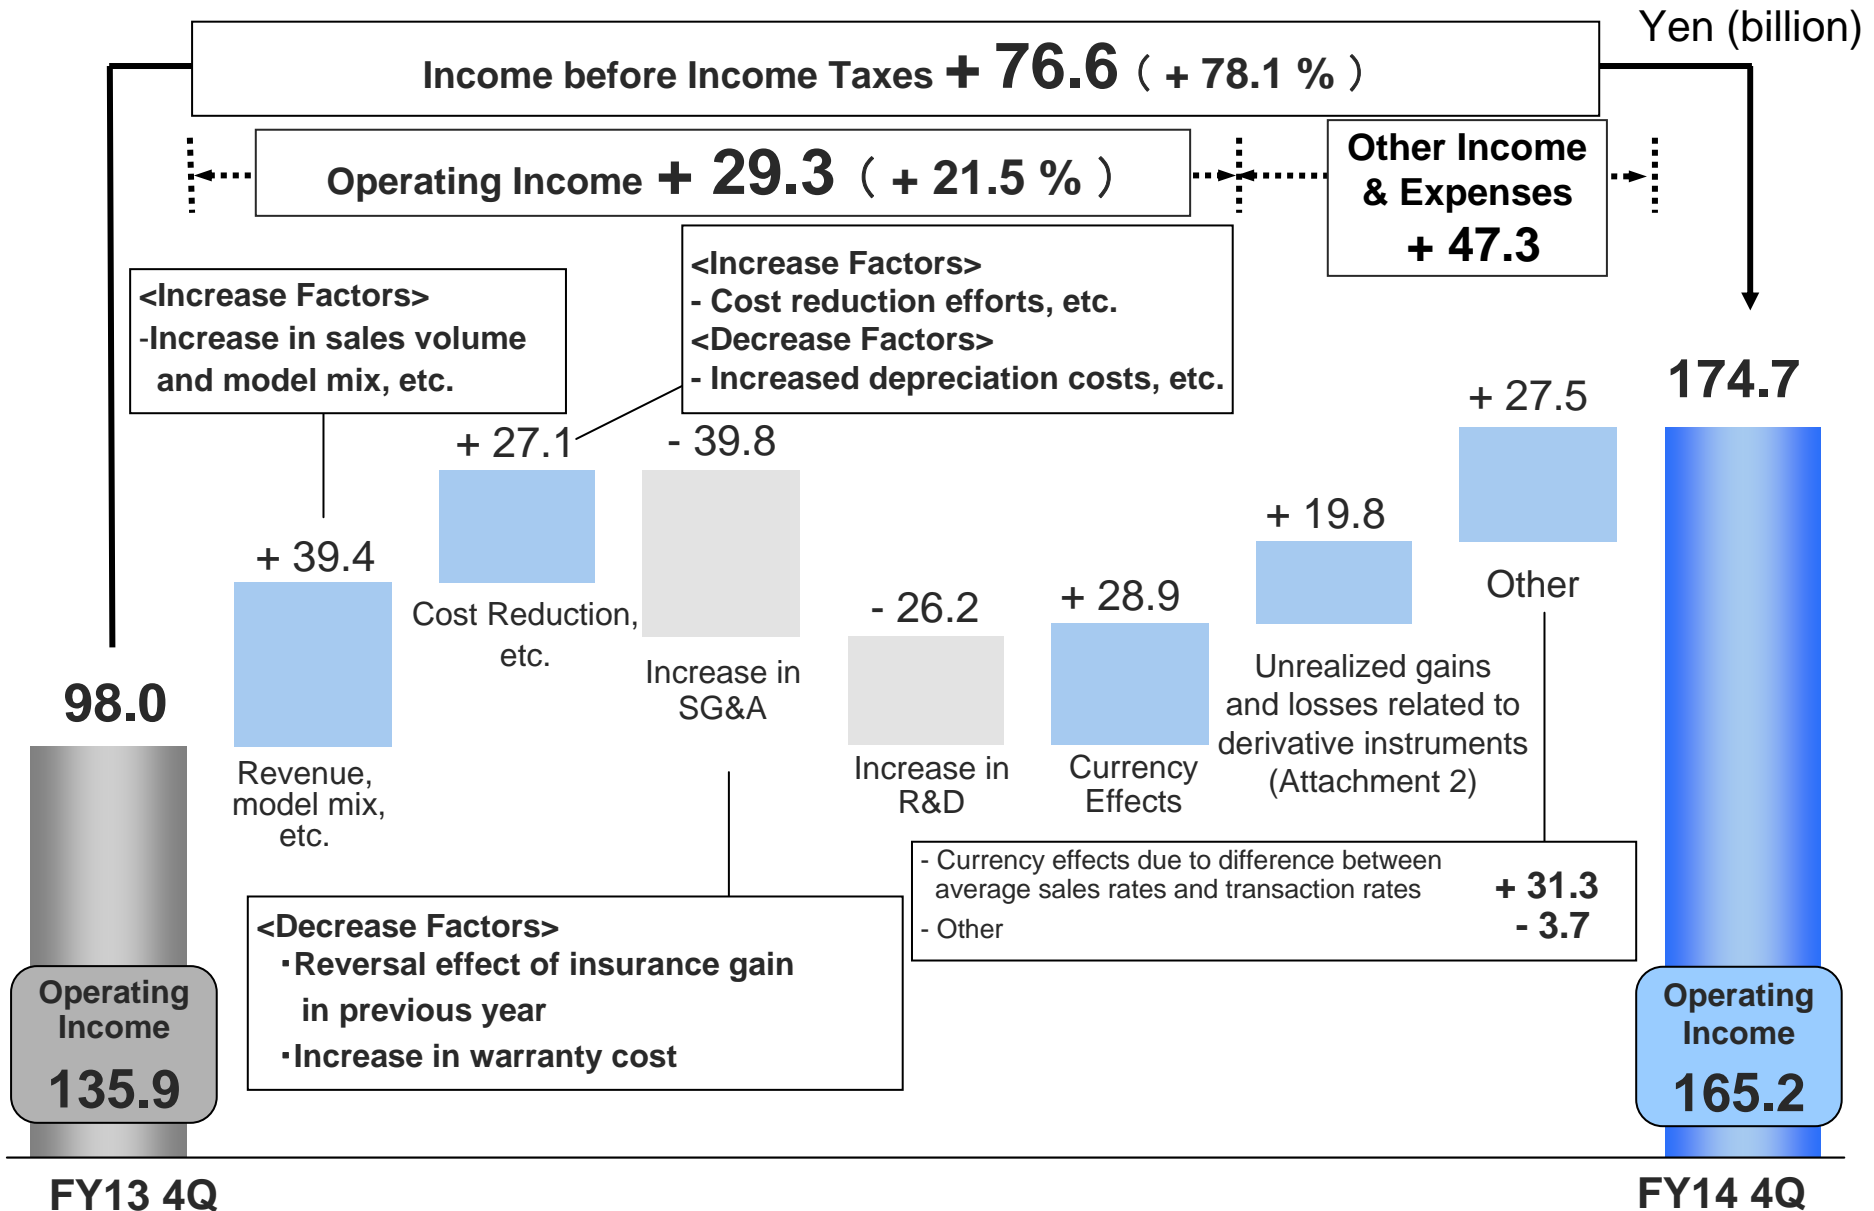 Yen (billion)
Income before Income Taxes + 76.6 ( + 78.1 % )
Operating Income + 29.3 ( + 21.5 % )
Other Income
& Expenses
+ 47.3
<Increase Factors>
-Increase in sales volume
and model mix, etc.
<Increase Factors>
- Cost reduction efforts, etc.
<Decrease Factors>
- Increased depreciation costs, etc.
98.0
+ 39.4
Revenue,
model mix,
etc.
+ 27.1
Cost Reduction,
etc.
- 39.8
Increase in
SG&A
- 26.2
Increase in
R&D
+ 28.9
Currency
Effects
+ 19.8
Unrealized gains
and losses related to
derivative instruments
(Attachment 2)
+ 27.5
Other
174.7
- Currency effects due to difference between
average sales rates and transaction rates + 31.3
- Other - 3.7
<Decrease Factors>
・Reversal effect of insurance gain
in previous year
・Increase in warranty cost
Operating
Income
135.9
Operating
Income
165.2
FY13 4Q
FY14 4Q